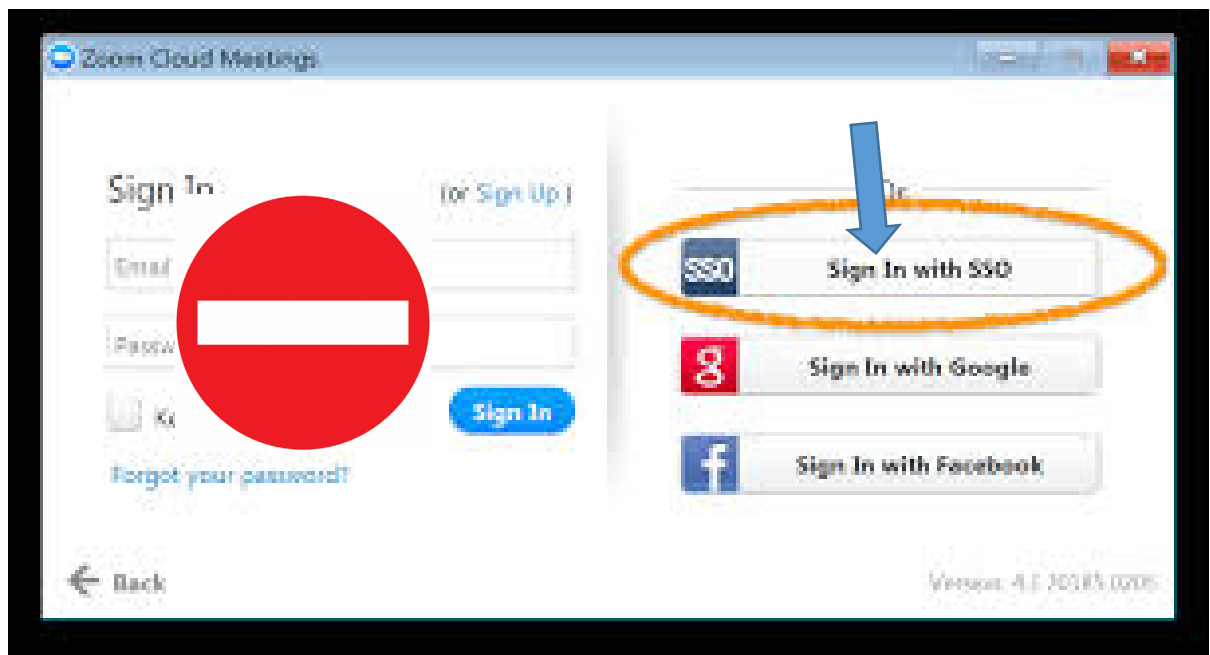 Zoom Cloud Meetings
Sign In
(or Sign Up)
Email
Sign In
Forgot your password?
SSO
Sign In with SSO
g
Sign In with Google
f
Sign In with Facebook
Back